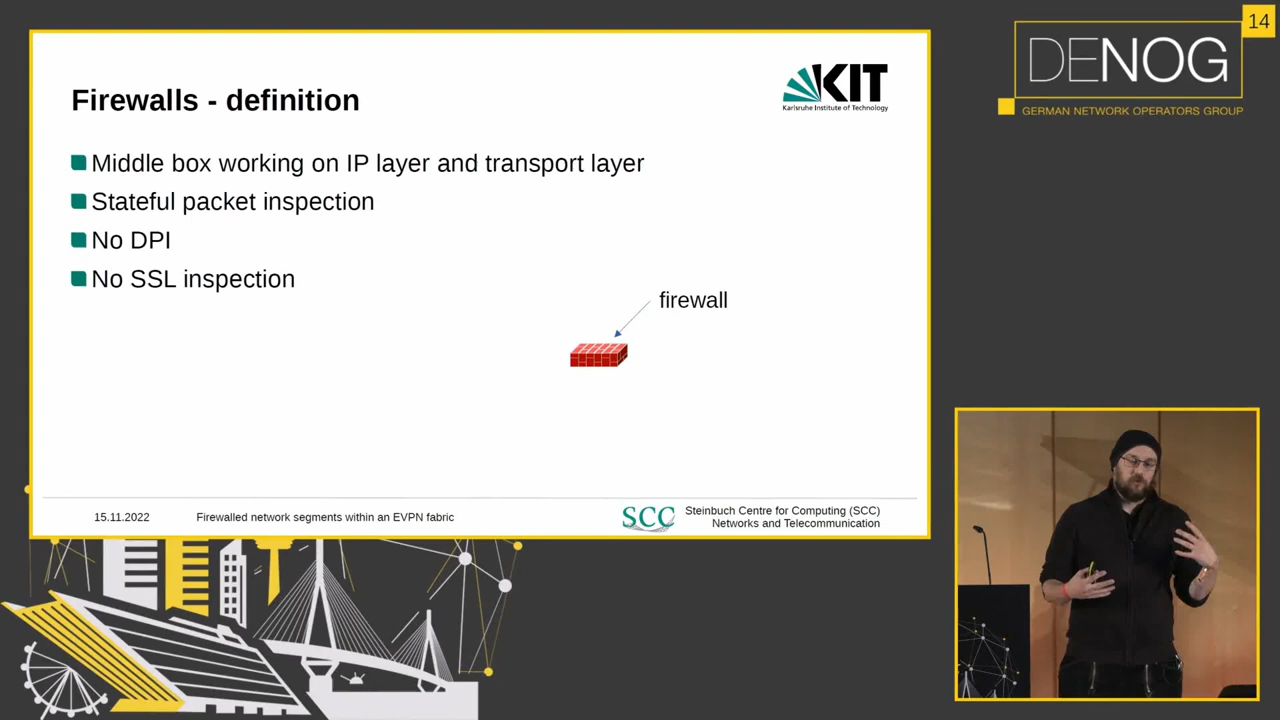 14
DENOG
GERMAN NETWORK OPERATORS GROUP
KIT
Karlsruhe Institute of Technology
Firewalls - definition
Middle box working on IP layer and transport layer
Stateful packet inspection
No DPI
No SSL inspection
firewall
15.11.2022
Firewalled network segments within an EVPN fabric
SCC
Steinbuch Centre for Computing (SCC)
Networks and Telecommunication